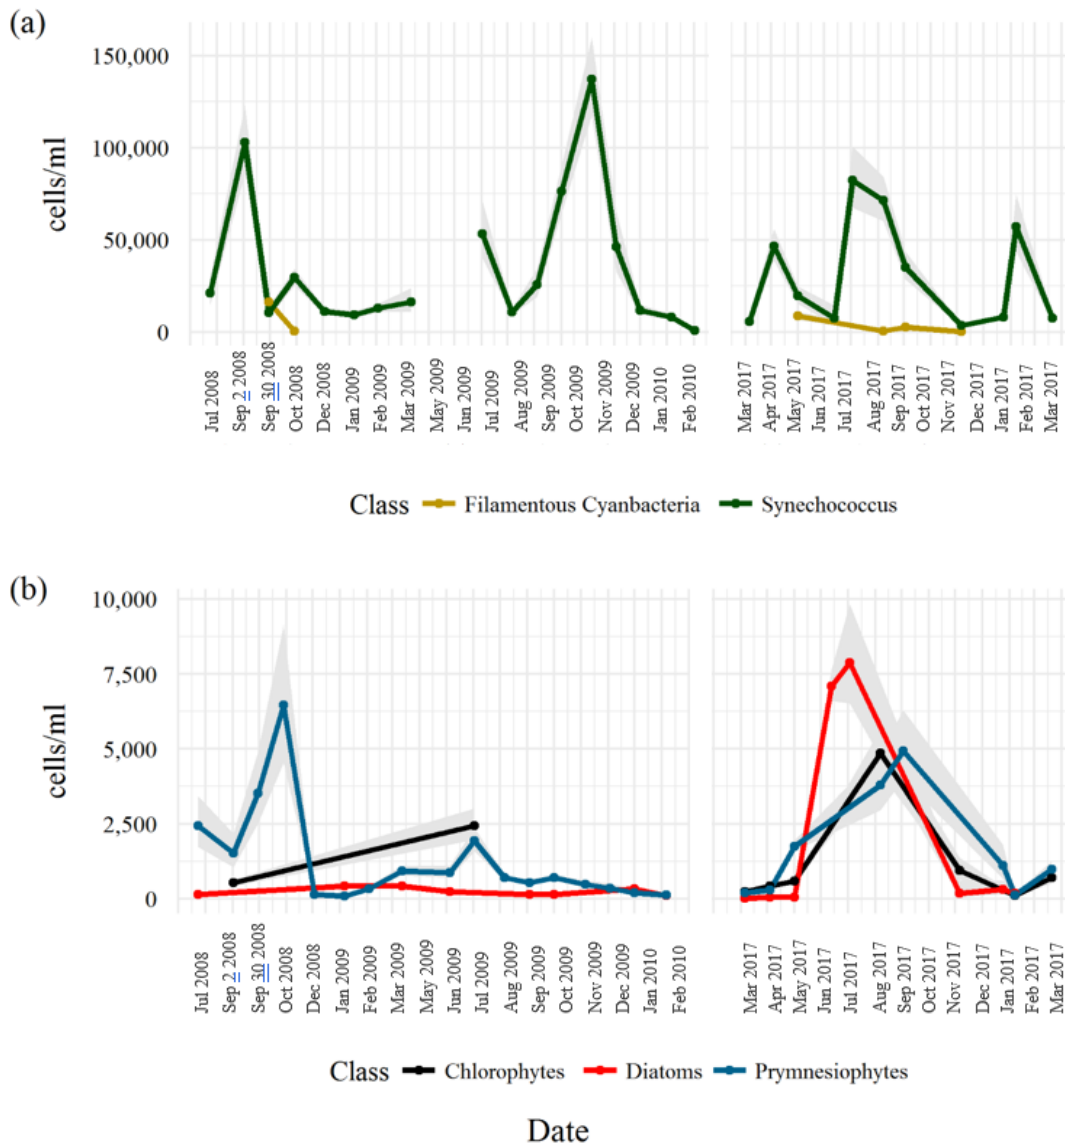 (a)
150,000
100,000
50,000
0
cells/ml
Jul 2008
Sep 2 2008
Sep 30 2008
Oct 2008
Dec 2008
Jan 2009
Feb 2009
Mar 2009
May 2009
Jun 2009
Jul 2009
Aug 2009
Sep 2009
Oct 2009
Nov 2009
Dec 2009
Jan 2010
Feb 2010
Mar 2017
Apr 2017
May 2017
Jun 2017
Jul 2017
Aug 2017
Sep 2017
Oct 2017
Nov 2017
Dec 2017
Jan 2017
Feb 2017
Mar 2017
Class Filamentous Cyanbacteria Synechococcus
(b)
10,000
7,500
5,000
2,500
0
cells/ml
Jul 2008
Sep 2 2008
Sep 30 2008
Oct 2008
Dec 2008
Jan 2009
Feb 2009
Mar 2009
May 2009
Jun 2009
Jul 2009
Aug 2009
Sep 2009
Oct 2009
Nov 2009
Dec 2009
Jan 2010
Feb 2010
Mar 2017
Apr 2017
May 2017
Jun 2017
Jul 2017
Aug 2017
Sep 2017
Oct 2017
Nov 2017
Dec 2017
Jan 2017
Feb 2017
Mar 2017
Class Chlorophytes Diatoms Prymnesiophytes
Date